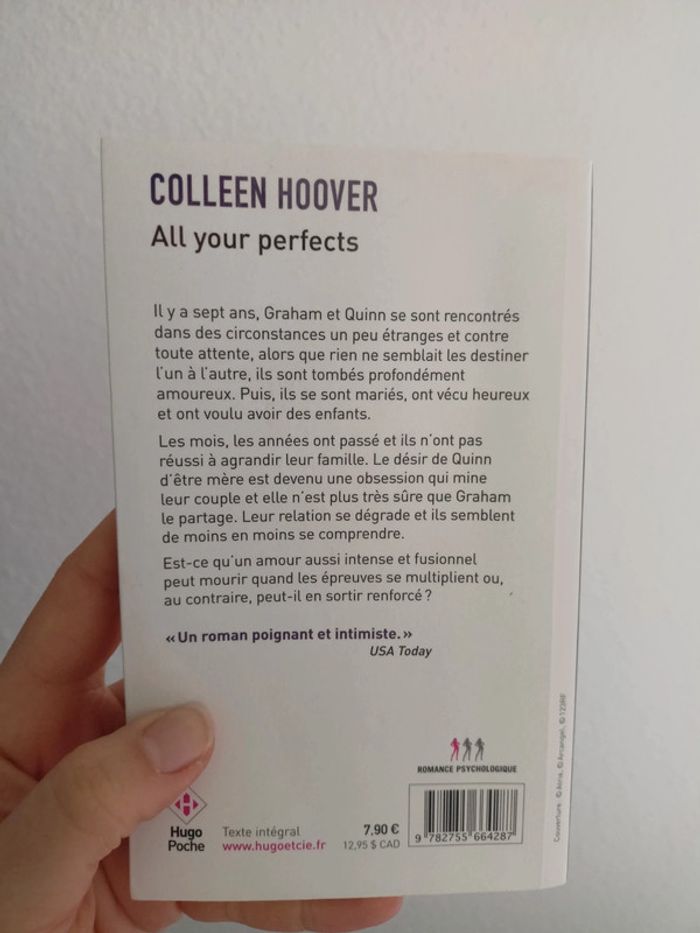 COLLEEN HOOVER
All your perfects
Il y a sept ans, Graham et Quinn se sont rencontrés
dans des circonstances un peu étranges et contre
toute attente, alors que rien ne semblait les destiner
l'un à l'autre, ils sont tombés profondément
amoureux. Puis, ils se sont mariés, ont vécu heureux
et ont voulu avoir des enfants.
Les mois, les années ont passé et ils n'ont pas
réussi à agrandir leur famille. Le désir de Quinn
d'être mère est devenu une obsession qui mine
leur couple et elle n'est plus très sûre que Graham
le partage. Leur relation se dégrade et ils semblent
de moins en moins se comprendre.
Est-ce qu'un amour aussi intense et fusionnel
peut mourir quand les épreuves se multiplient ou,
au contraire, peut-il en sortir renforcé ?
« Un roman poignant et intimiste. »
USA Today
ROMANCE PSYCHOLOGIQUE
Hugo
Poche
Texte intégral
www.hugoetcie.fr
7,90 €
12,95 $ CAD
9 782755 664287
Couverture : © Anna, © Arcangel, © 123RF